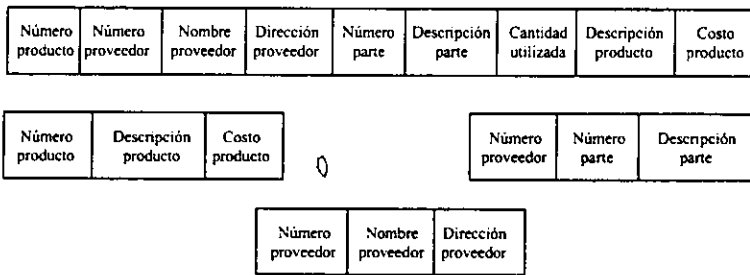 Número Número Nombre Dirección Número Descripción Cantidad Descripción Costo
producto proveedor proveedor proveedor parte parte utilizada producto producto
Número Descripción Costo
producto producto producto
Número Número Descripción
proveedor parte parte
Número Nombre Dirección
proveedor proveedor proveedor